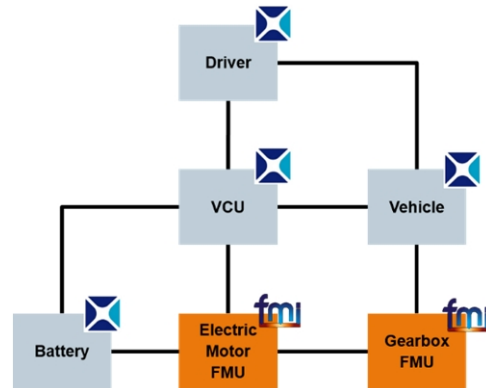 Driver
VCU
Vehicle
fmi
fmi
Battery
Electric
Motor
FMU
Gearbox
FMU